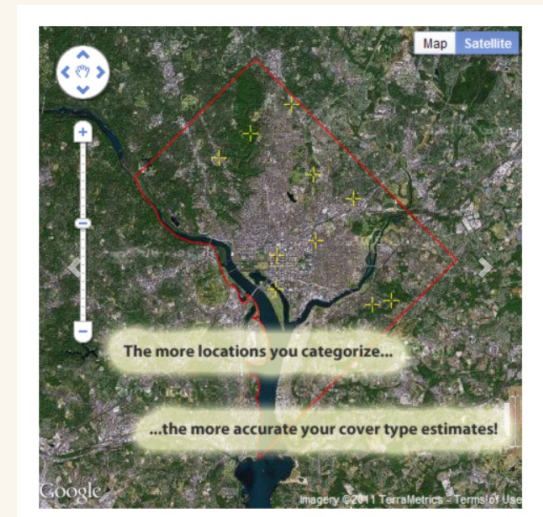 Map Satellite
The more locations you categorize...
...the more accurate your cover type estimates!
Google
Imagery ©2011 TerraMetrics - Terms of Use